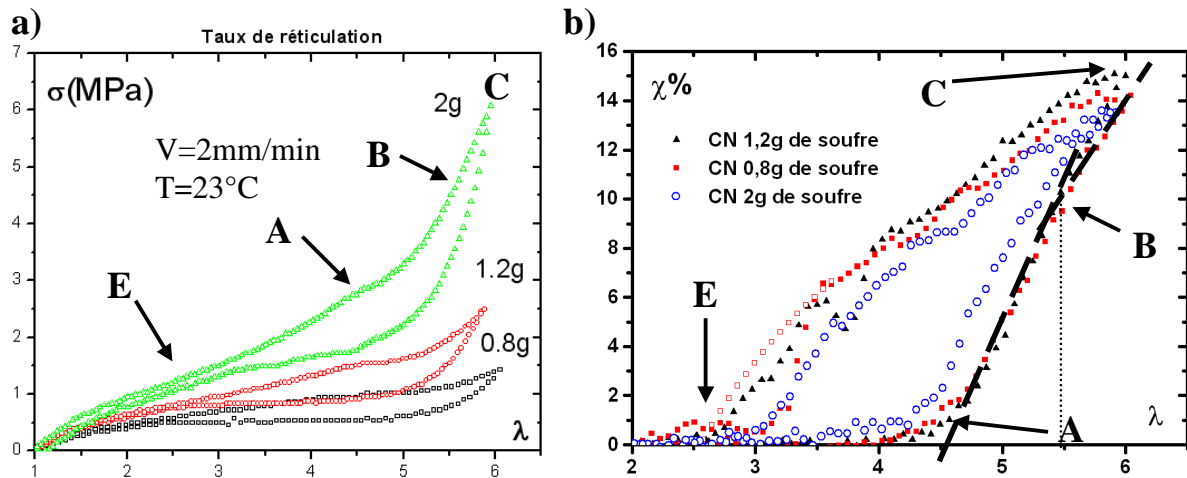 a)
Taux de réticulation
7
6
5
4
3
2
1
0
σ(MPa)
V=2mm/min
T=23°C
2g
1.2g
0.8g
E
A
B
C
λ
1 2 3 4 5 6
b)
16
14
12
10
8
6
4
2
0
χ%
CN 1,2g de soufre
CN 0,8g de soufre
CN 2g de soufre
C
B
E
A
λ
2 3 4 5 6